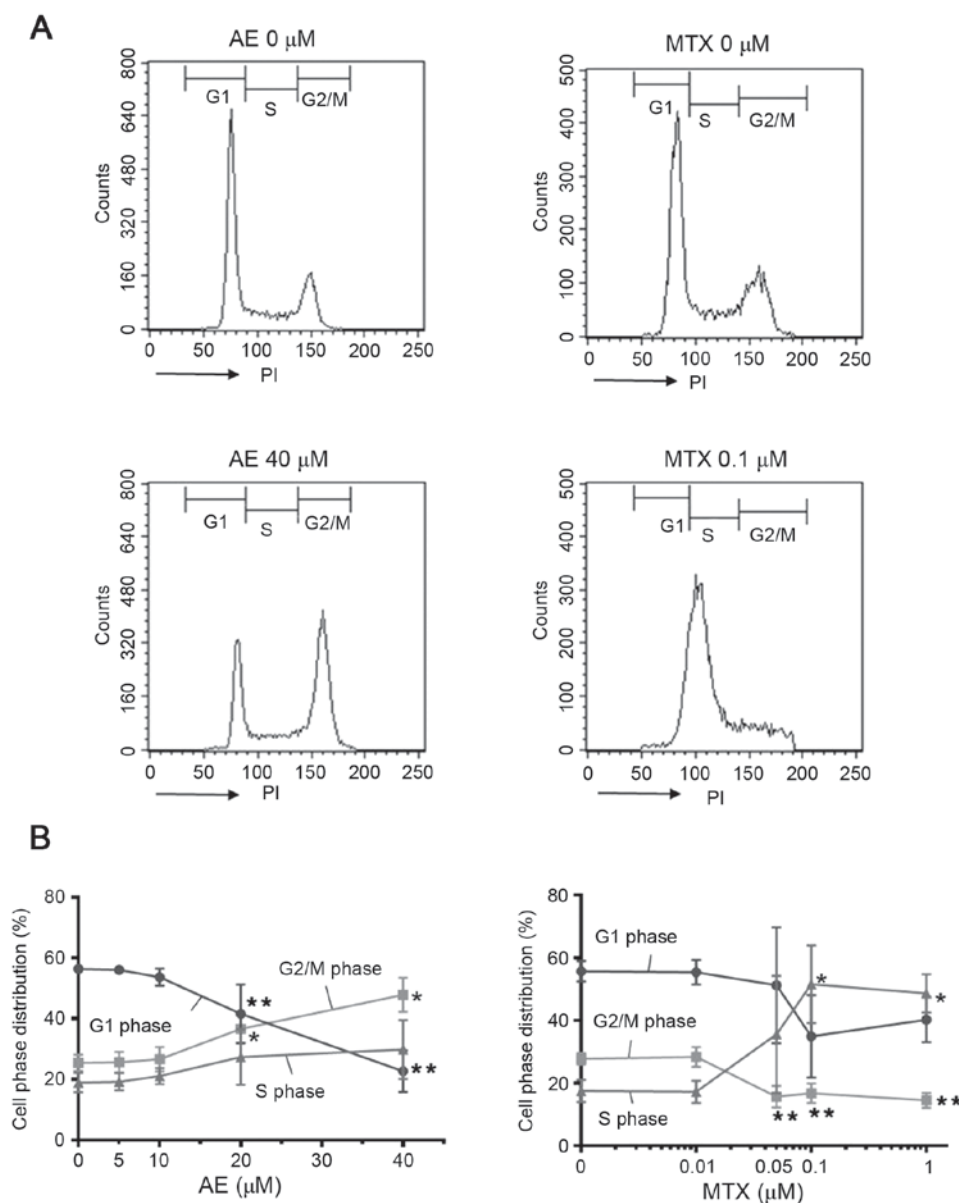 A
AE 0 μM
800
640
480
320
160
0
Counts
G1
S
G2/M
0 50 100 150 200 250
PI
MTX 0 μM
500
400
300
200
100
0
Counts
G1
S
G2/M
0 50 100 150 200 250
PI
AE 40 μM
800
640
480
320
160
0
Counts
G1
S
G2/M
0 50 100 150 200 250
PI
MTX 0.1 μM
500
400
300
200
100
0
Counts
G1
S
G2/M
0 50 100 150 200 250
PI
B
80
60
40
20
0
Cell phase distribution (%)
G2/M phase
G1 phase
S phase
**
*
*
**
0 5 10 20 30 40
AE (μM)
80
60
40
20
0
Cell phase distribution (%)
G1 phase
G2/M phase
S phase
*
*
**
**
**
0 0.01 0.05 0.1 1
MTX (μM)